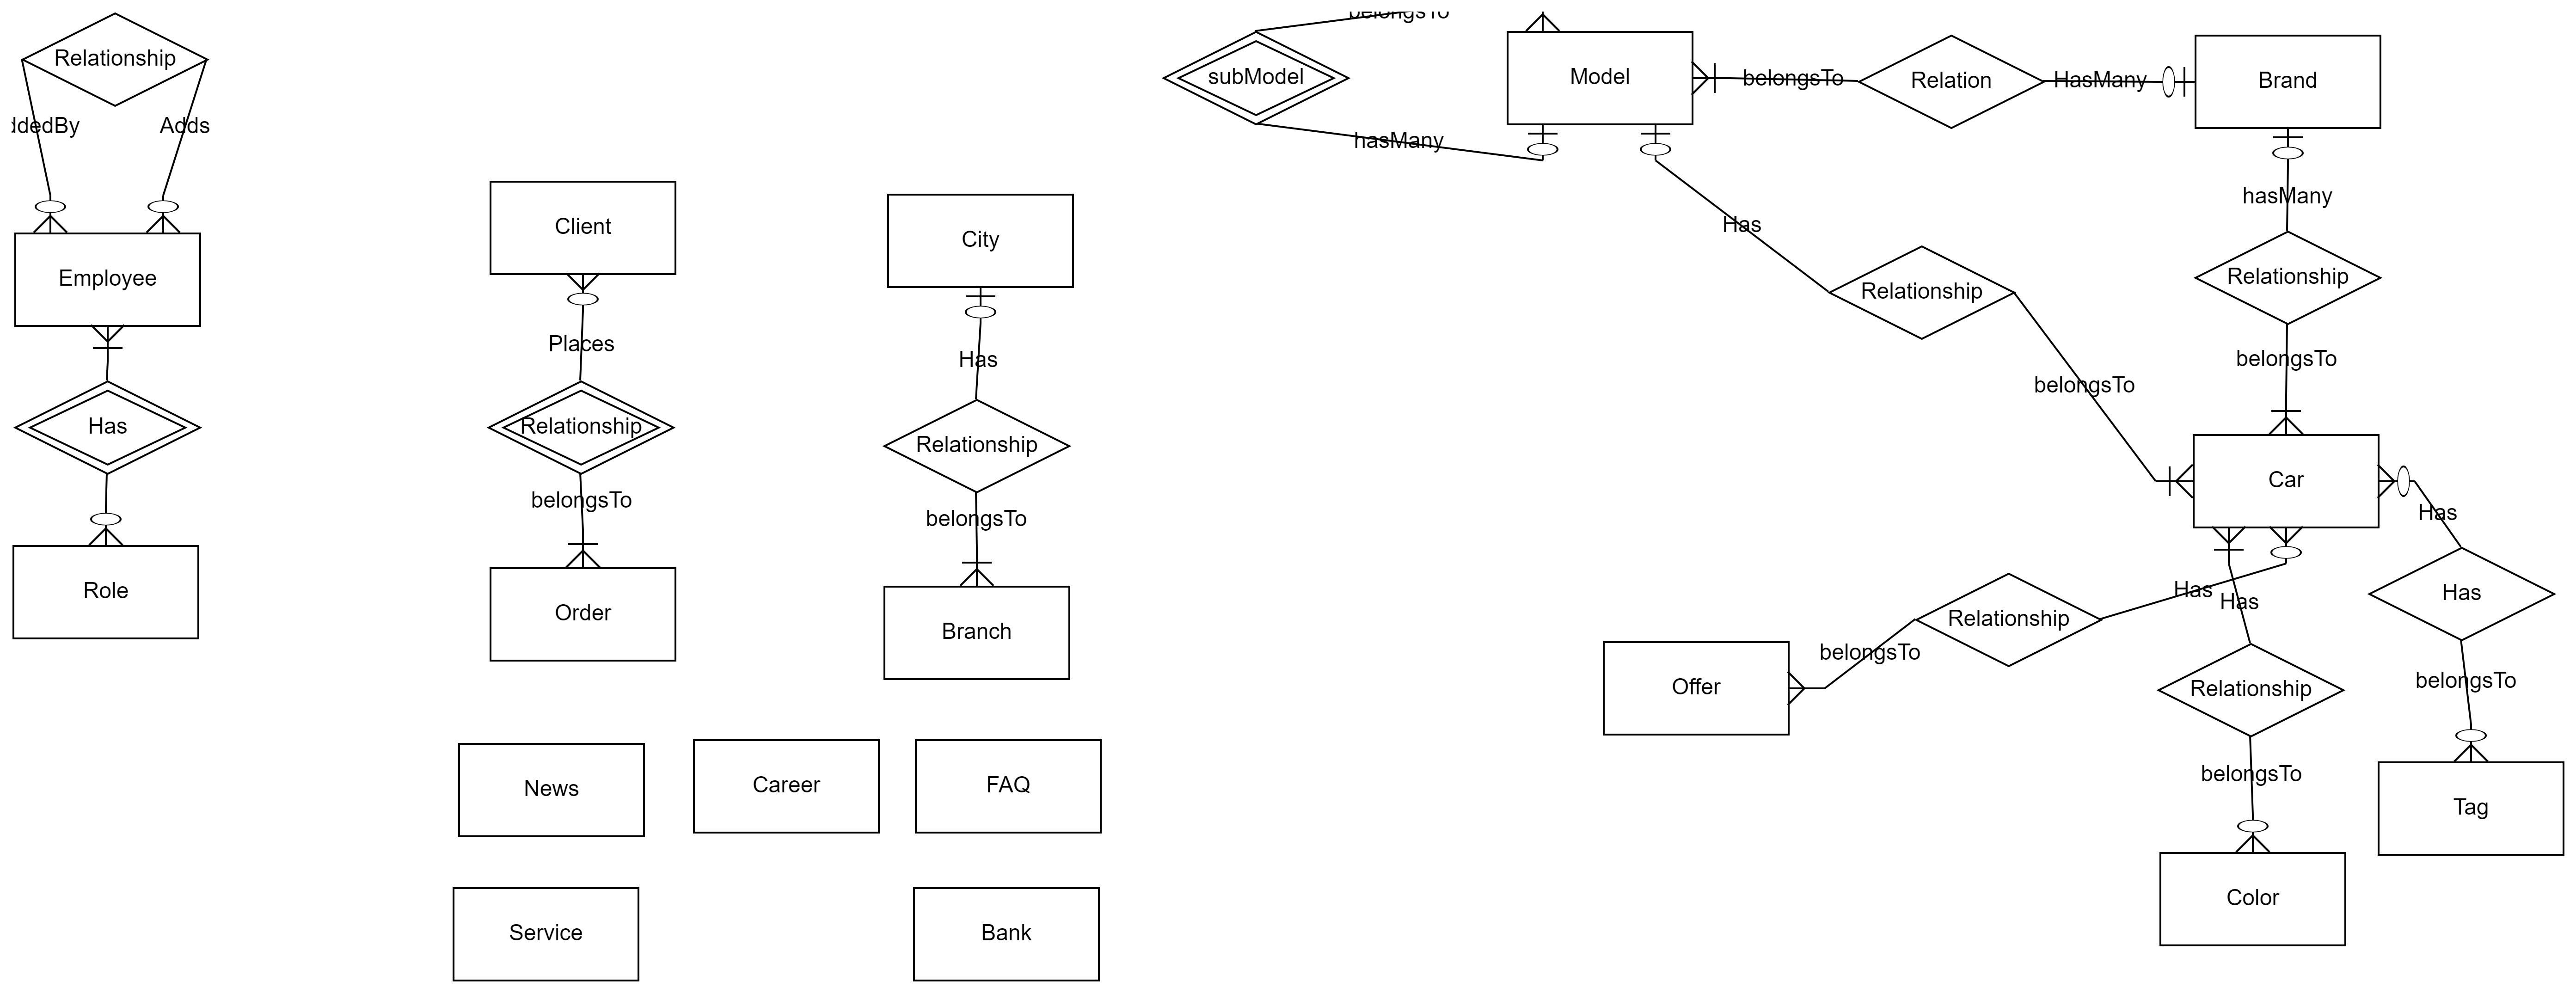 Relationship
Adds
Employee
Has
Role
Client
Places
Relationship
belongsTo
Order
City
Has
Relationship
belongsTo
Branch
News
Career
FAQ
Service
Bank
belongsTo
subModel
hasMany
Model
belongsTo
Relation
HasMany
Brand
Has
Relationship
belongsTo
hasMany
Relationship
belongsTo
Car
Has
Has
belongsTo
Tag
Has
Relationship
belongsTo
Offer
Has
Relationship
belongsTo
Color